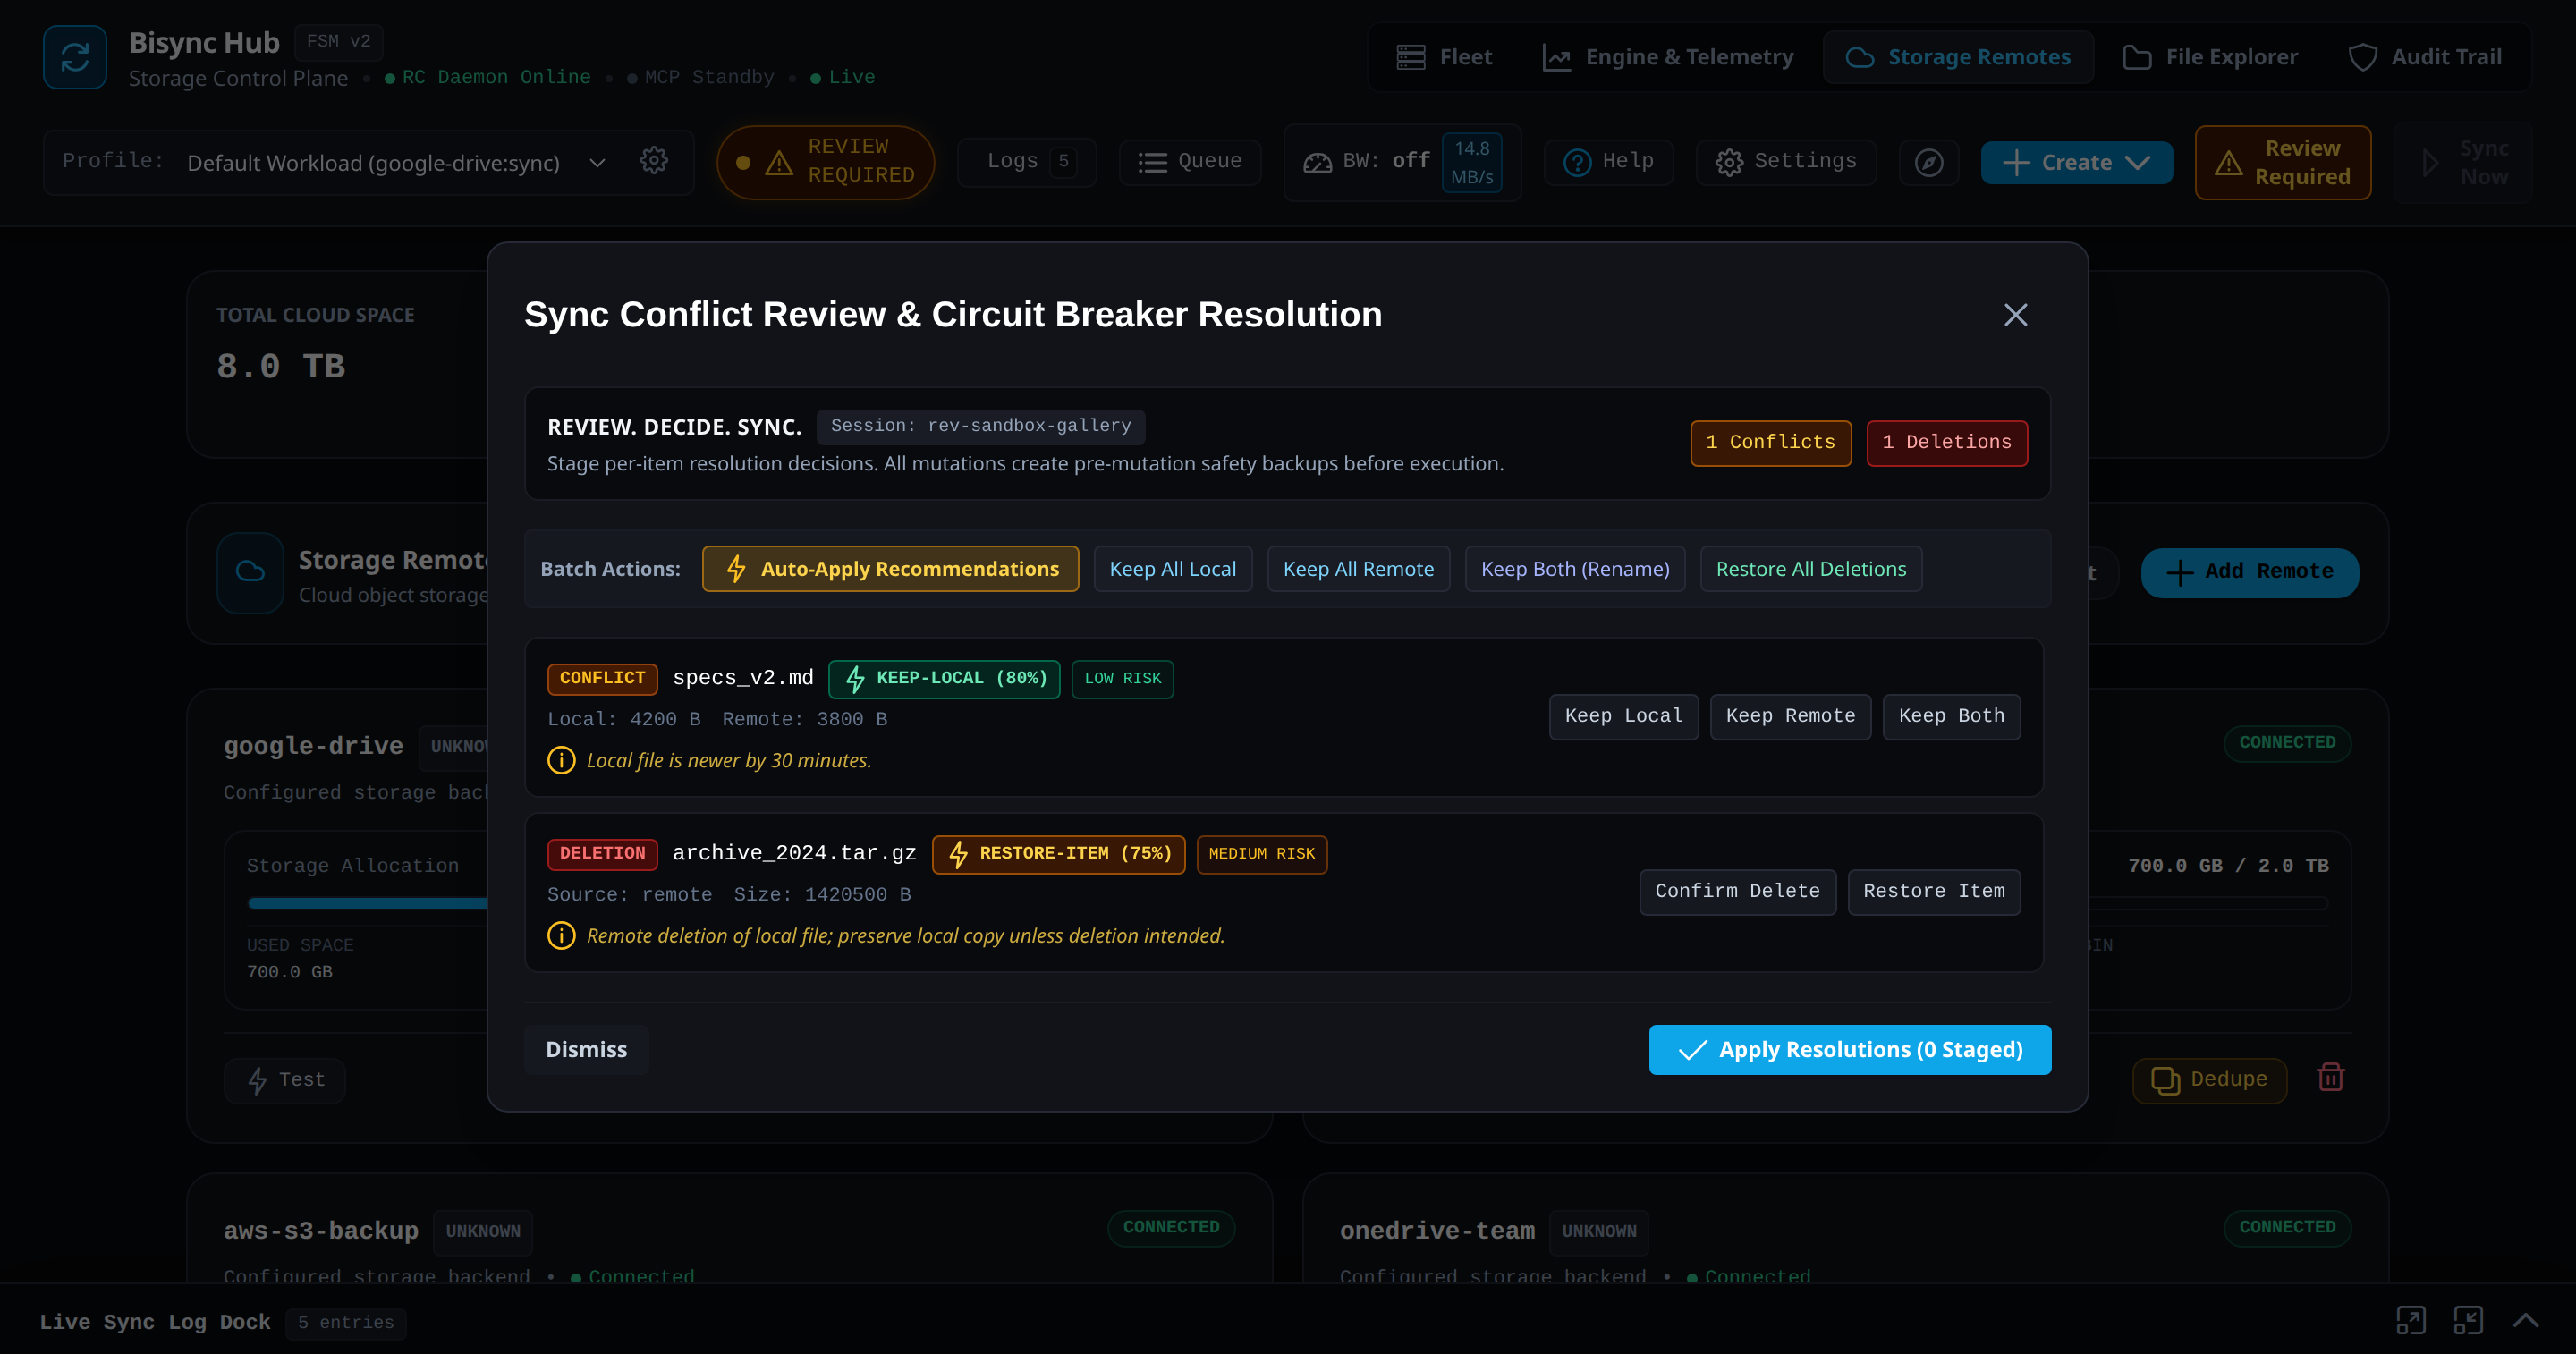 Bisync Hub FSM v2
Storage Control Plane • RC Daemon Online • MCP Standby • Live
Fleet Engine & Telemetry Storage Remotes File Explorer Audit Trail
Profile: Default Workload (google-drive:sync)
REVIEW
REQUIRED
Logs 5 Queue BW: off 14.8
MB/s
Help Settings Create
Review
Required
Sync
Now
TOTAL CLOUD SPACE
8.0 TB
Sync Conflict Review & Circuit Breaker Resolution
REVIEW. DECIDE. SYNC. Session: rev-sandbox-gallery
Stage per-item resolution decisions. All mutations create pre-mutation safety backups before execution.
1 Conflicts 1 Deletions
Batch Actions: Auto-Apply Recommendations Keep All Local Keep All Remote Keep Both (Rename) Restore All Deletions
Storage
Cloud object storage
Add Remote
CONFLICT specs_v2.md KEEP-LOCAL (80%) LOW RISK
Local: 4200 B Remote: 3800 B
Local file is newer by 30 minutes.
Keep Local Keep Remote Keep Both
DELETION archive_2024.tar.gz RESTORE-ITEM (75%) MEDIUM RISK
Source: remote Size: 1420500 B
Remote deletion of local file; preserve local copy unless deletion intended.
Confirm Delete Restore Item
Dismiss Apply Resolutions (0 Staged)
google-drive
Configured storage
CONNECTED
Storage Allocation
700.0 GB / 2.0 TB
USED SPACE
700.0 GB
Test
Dedupe
aws-s3-backup UNKNOWN CONNECTED
Configured storage backend • Connected
onedrive-team UNKNOWN CONNECTED
Configured storage backend • Connected
Live Sync Log Dock 5 entries